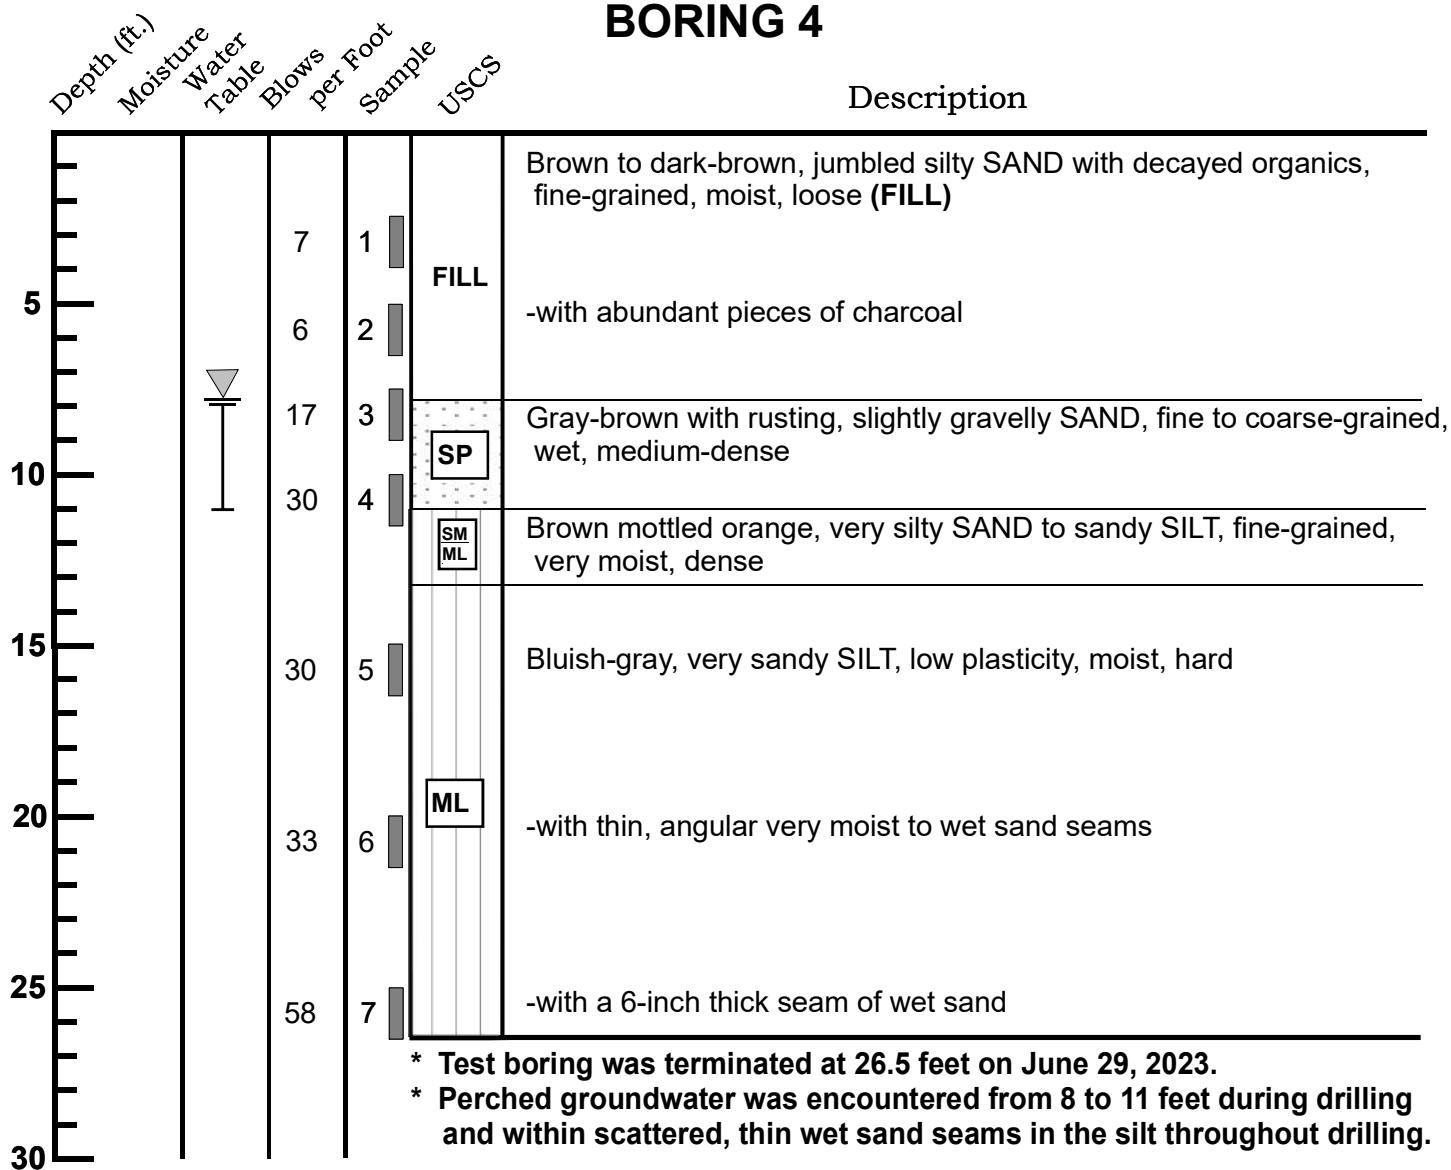 BORING 4
Depth (ft.)
Moisture
Water
Table
Blows
per Foot
Sample
USCS
Description
Brown to dark-brown, jumbled silty SAND with decayed organics,
fine-grained, moist, loose (FILL)
7
1
FILL
5
-with abundant pieces of charcoal
6
2
17
3
Gray-brown with rusting, slightly gravelly SAND, fine to coarse-grained,
wet, medium-dense
SP
10
30
4
Brown mottled orange, very silty SAND to sandy SILT, fine-grained,
very moist, dense
SM
ML
15
30
5
Bluish-gray, very sandy SILT, low plasticity, moist, hard
ML
20
-with thin, angular very moist to wet sand seams
33
6
25
-with a 6-inch thick seam of wet sand
58
7
* Test boring was terminated at 26.5 feet on June 29, 2023.
* Perched groundwater was encountered from 8 to 11 feet during drilling
and within scattered, thin wet sand seams in the silt throughout drilling.
30